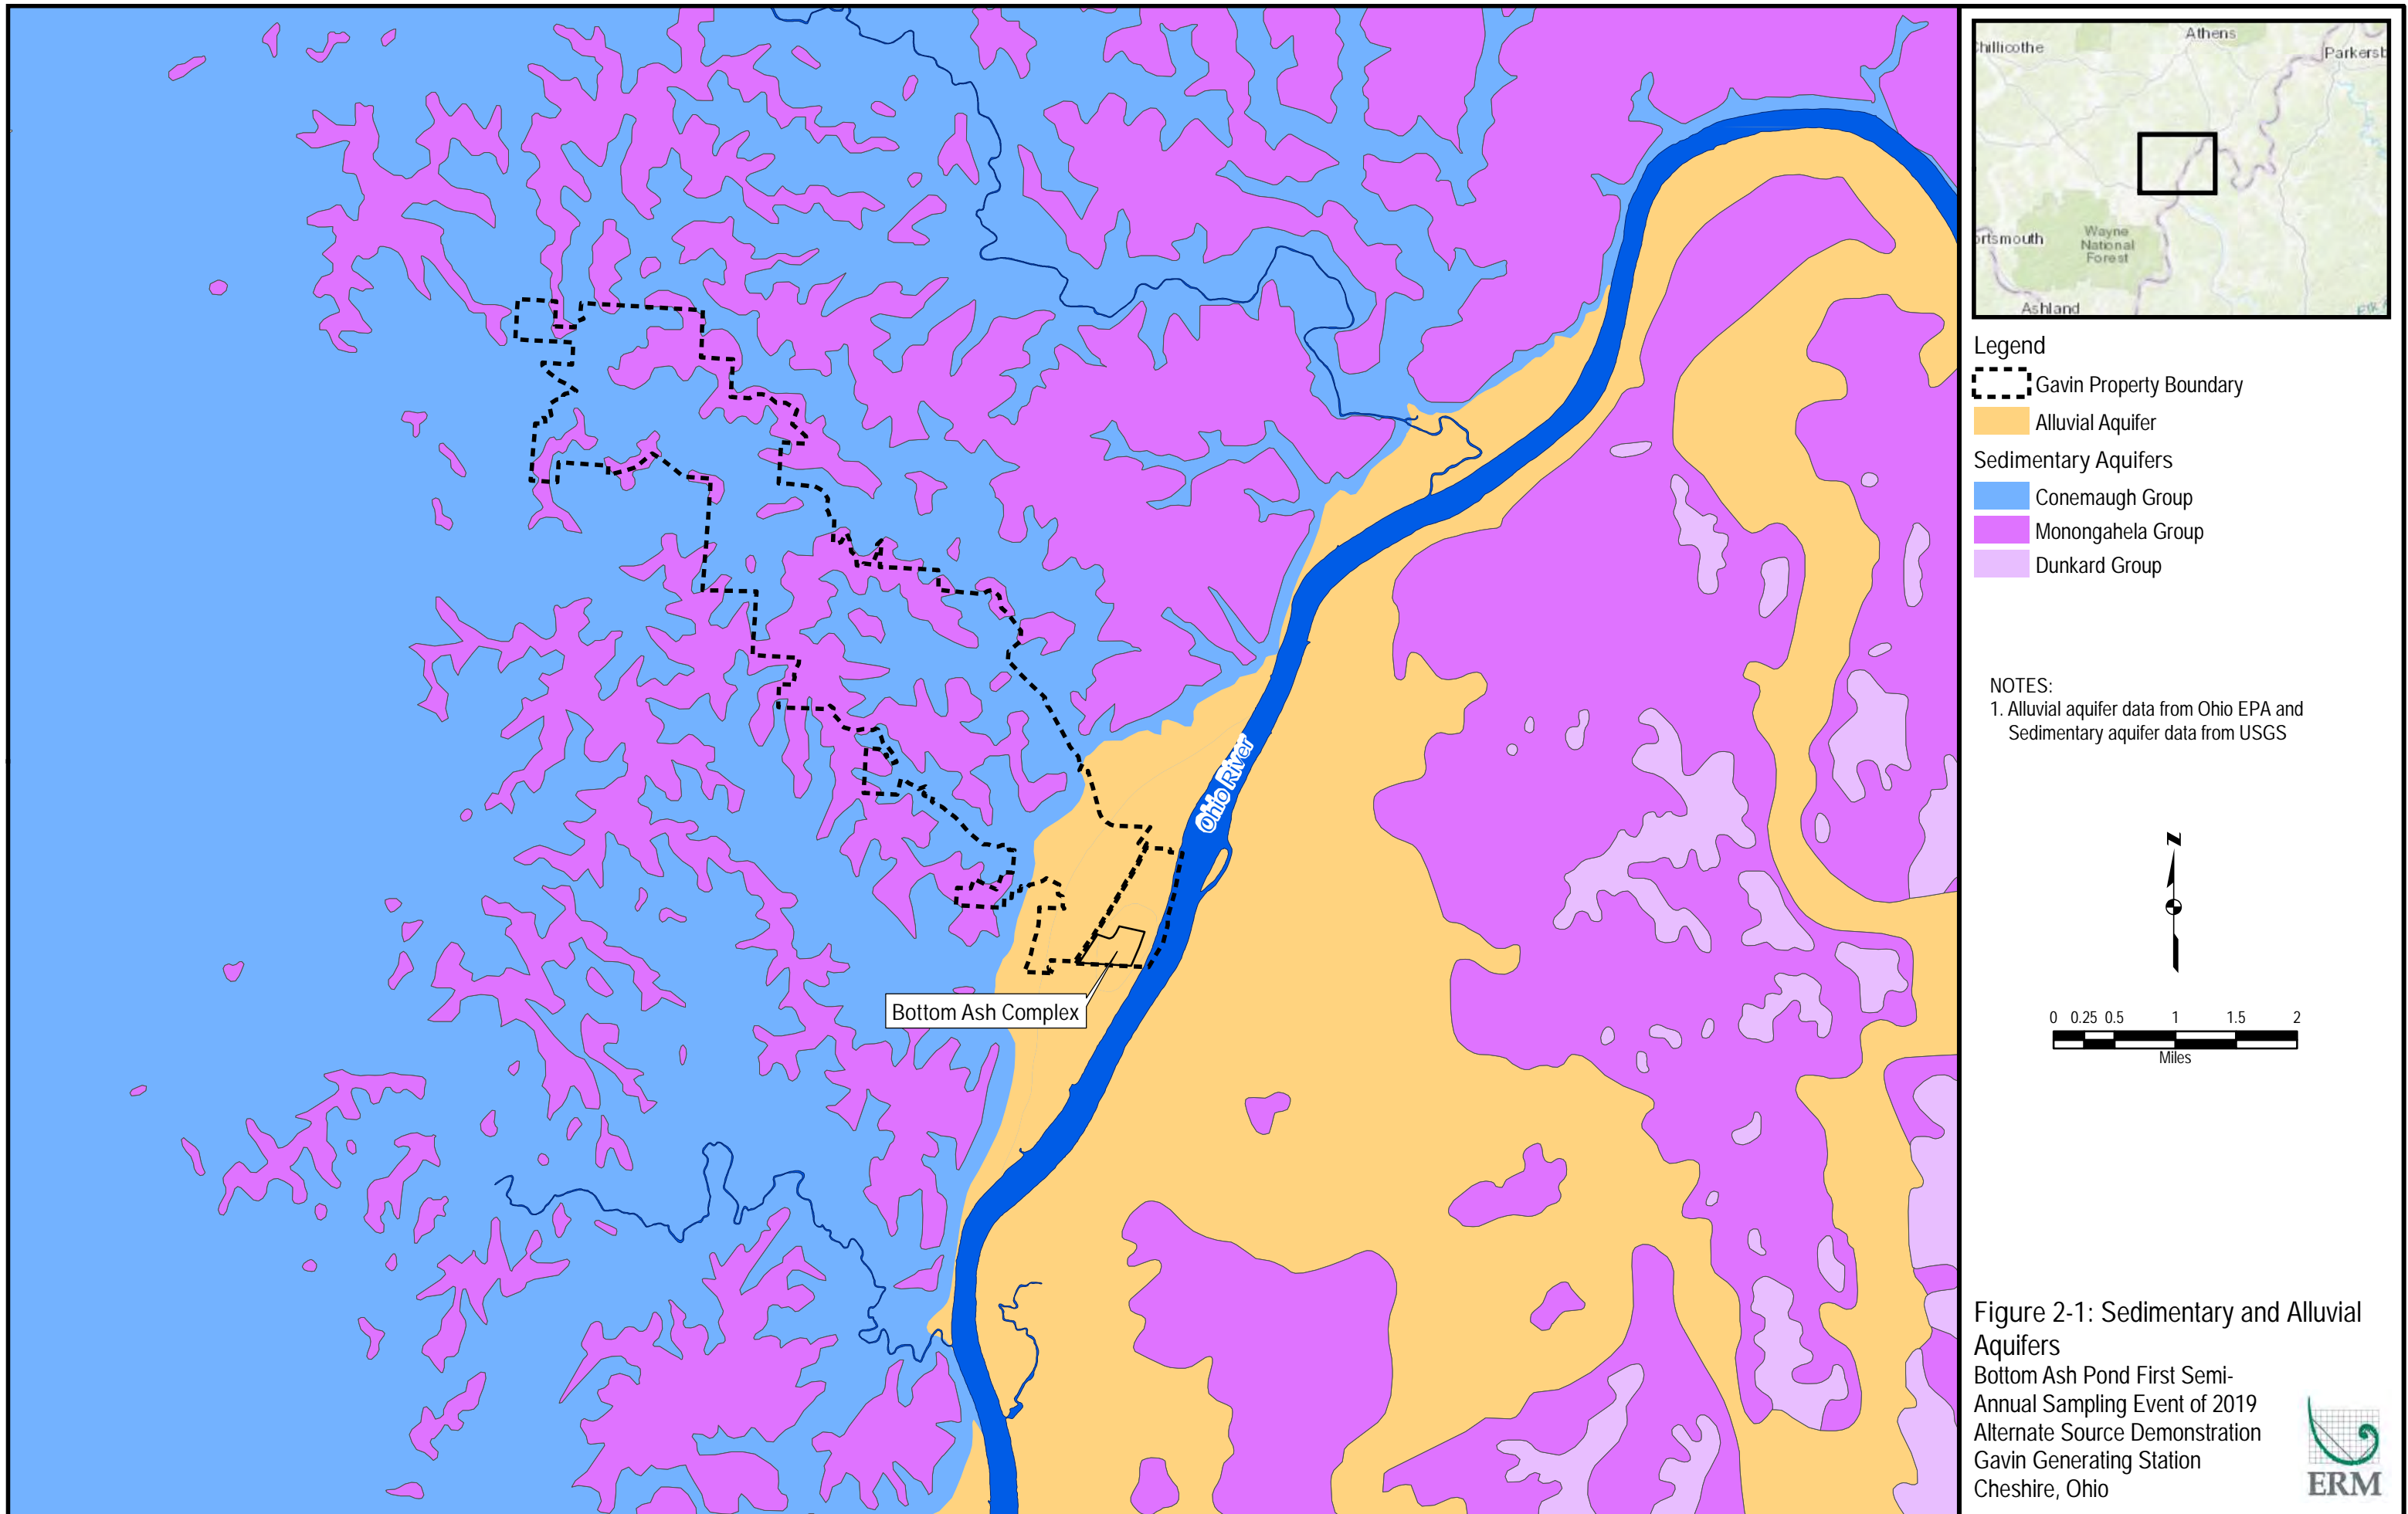 Ohio River
Bottom Ash Complex
Athens
Chillicothe
Parkersb
ortsmouth
Wayne
National
Forest
Ashland
Legend
Gavin Property Boundary
Alluvial Aquifer
Sedimentary Aquifers
Conemaugh Group
Monongahela Group
Dunkard Group
NOTES:
1. Alluvial aquifer data from Ohio EPA and
Sedimentary aquifer data from USGS
N
0 0.25 0.5 1 1.5 2
Miles
Figure 2-1: Sedimentary and Alluvial
Aquifers
Bottom Ash Pond First Semi-
Annual Sampling Event of 2019
Alternate Source Demonstration
Gavin Generating Station
Cheshire, Ohio
ERM